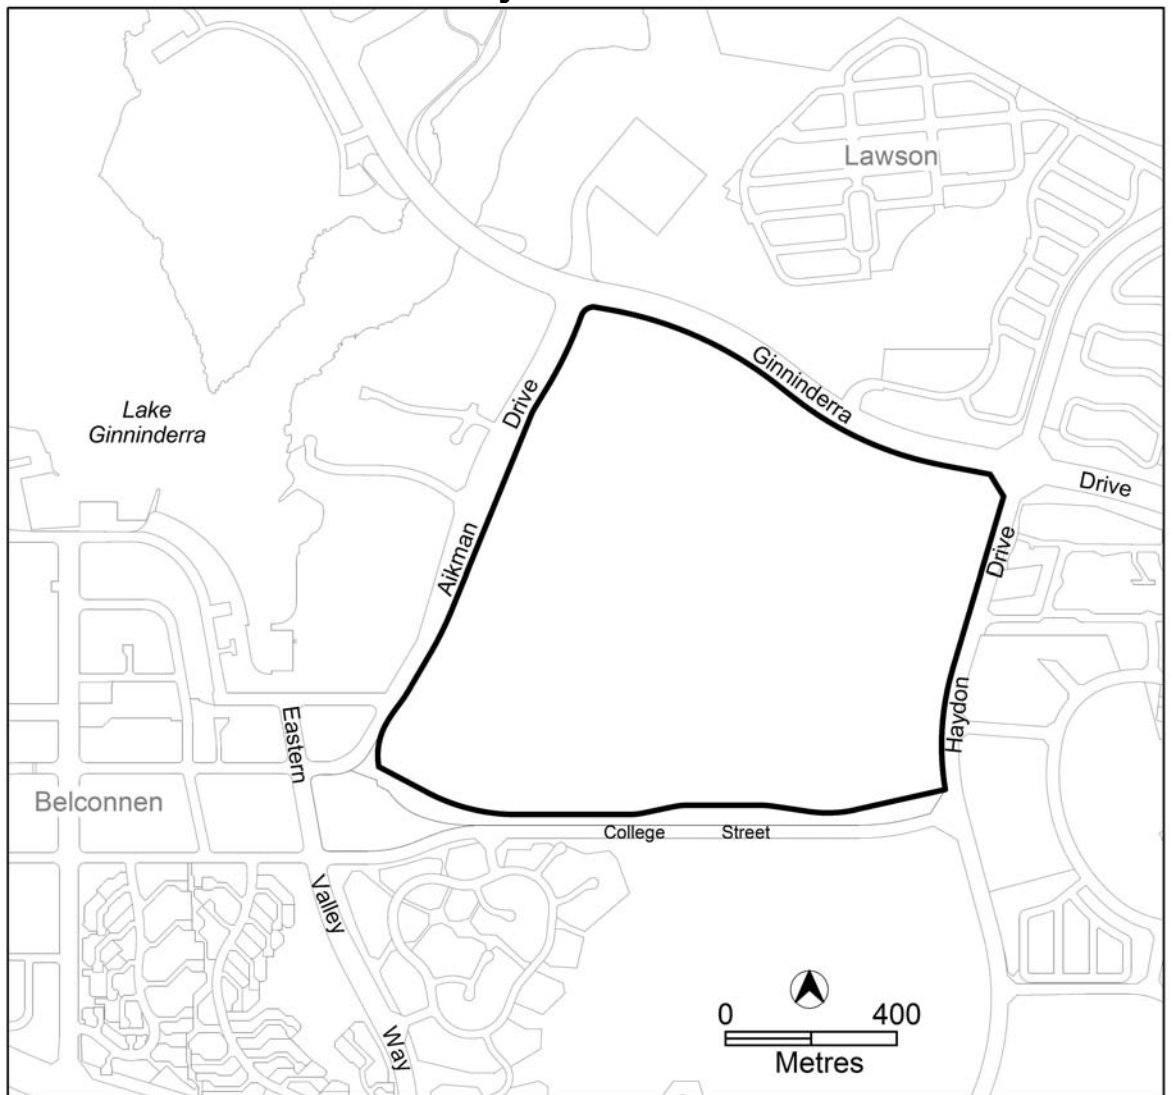 Lawson
Ginninderra
Drive
Lake
Ginninderra
Drive
Aikman
Drive
Haydon
Eastern
Belconnen
College Street
Valley
Way
0 400
Metres